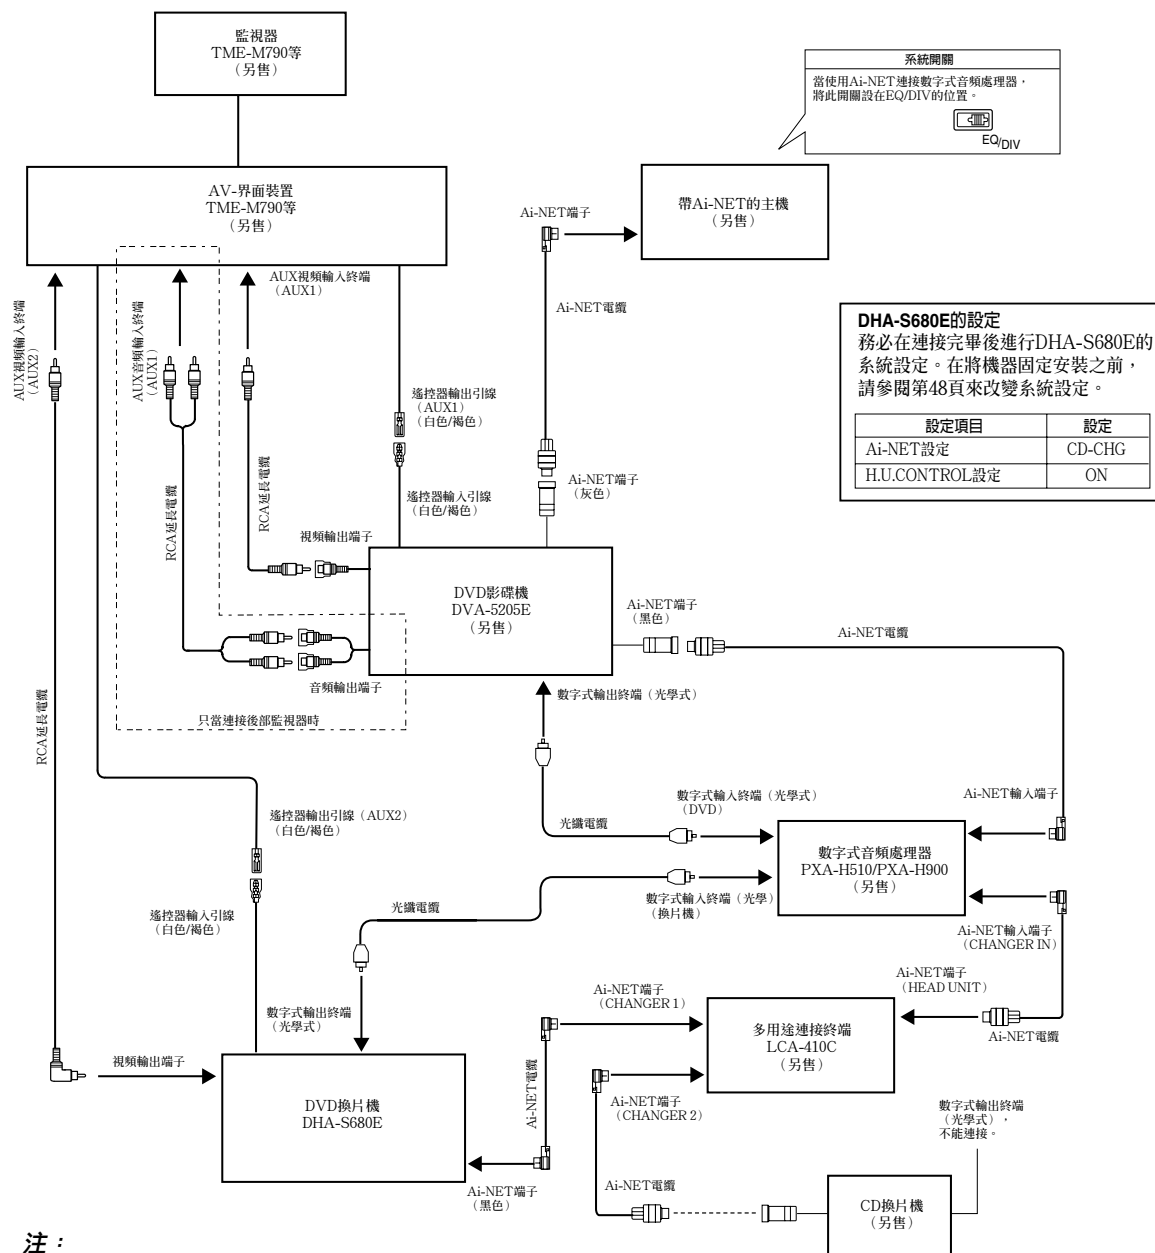 監視器
TME-M790等
（另售）
系統開關
當使用Ai-NET連接數字式音頻處理器，
將此開關設在EQ/DIV的位置。
EQ/DIV
AV-界面裝置
TME-M790等
（另售）
帶Ai-NET的主機
（另售）
Ai-NET端子
AUX視頻輸入終端
（AUX1）
AUX視頻輸入終端
（AUX2）
AUX音頻輸入終端
（AUX1）
Ai-NET電纜
DHA-S680E的設定
務必在連接完畢後進行DHA-S680E的
系統設定。在將機器固定安裝之前，
請參閱第48頁來改變系統設定。
設定項目 設定
Ai-NET設定 CD-CHG
H.U.CONTROL設定 ON
遙控器輸出引線
（AUX1）
（白色/褐色）
RCA延長電纜
RCA延長電纜
遙控器輸入引線
（白色/褐色）
Ai-NET端子
（灰色）
視頻輸出端子
DVD影碟機
DVA-5205E
（另售）
Ai-NET端子
（黑色）
Ai-NET電纜
音頻輸出端子
只當連接後部監視器時
數字式輸出終端（光學式）
RCA延長電纜
數字式輸入終端（光學式）
（DVD）
Ai-NET輸入端子
遙控器輸出引線（AUX2）
（白色/褐色）
光纖電纜
數字式音頻處理器
PXA-H510/PXA-H900
（另售）
數字式輸入終端（光學）
（換片機）
光纖電纜
遙控器輸入引線
（白色/褐色）
Ai-NET輸入端子
（CHANGER IN）
Ai-NET端子
（HEAD UNIT）
Ai-NET端子
（CHANGER 1）
數字式輸出終端
（光學式）
多用途連接終端
LCA-410C
（另售）
Ai-NET電纜
視頻輸出端子
Ai-NET電纜
DVD換片機
DHA-S680E
Ai-NET端子
（CHANGER 2）
數字式輸出終端
（光學式），
不能連接。
Ai-NET端子
（黑色）
Ai-NET電纜
CD換片機
（另售）
注：